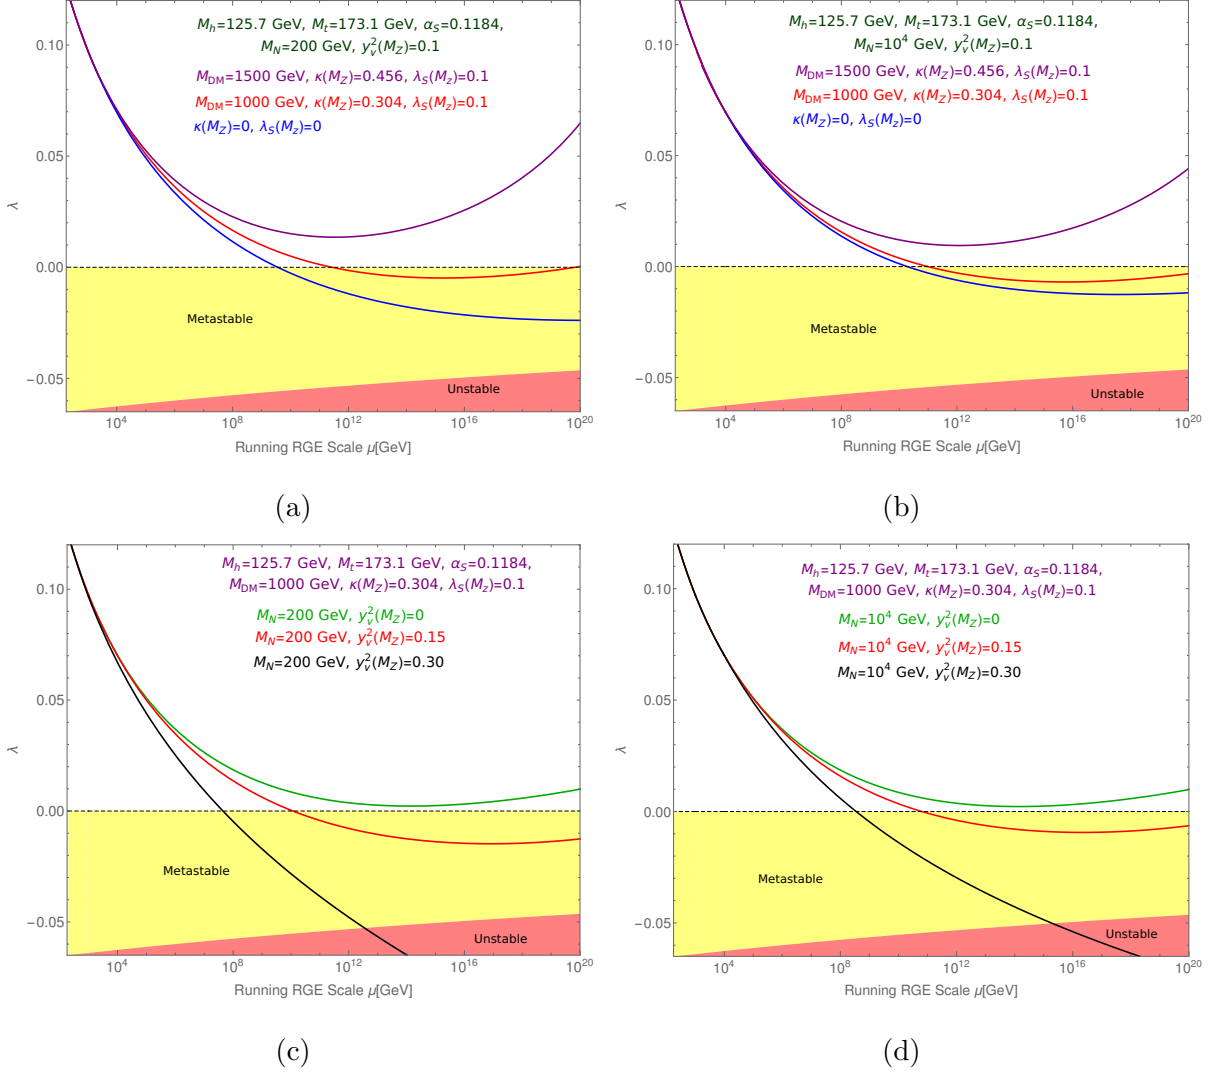 M_h=125.7 GeV, M_t=173.1 GeV, α_S=0.1184,
M_N=200 GeV, y_ν^2(M_Z)=0.1
M_DM=1500 GeV, κ(M_Z)=0.456, λ_S(M_z)=0.1
M_DM=1000 GeV, κ(M_Z)=0.304, λ_S(M_z)=0.1
κ(M_Z)=0, λ_S(M_z)=0
0.10
0.05
λ
0.00
Metastable
−0.05
Unstable
10^4 10^8 10^12 10^16 10^20
Running RGE Scale μ[GeV]
(a)
M_h=125.7 GeV, M_t=173.1 GeV, α_S=0.1184,
M_N=10^4 GeV, y_ν^2(M_Z)=0.1
M_DM=1500 GeV, κ(M_Z)=0.456, λ_S(M_z)=0.1
M_DM=1000 GeV, κ(M_Z)=0.304, λ_S(M_z)=0.1
κ(M_Z)=0, λ_S(M_z)=0
0.10
0.05
λ
0.00
Metastable
−0.05
Unstable
10^4 10^8 10^12 10^16 10^20
Running RGE Scale μ[GeV]
(b)
M_h=125.7 GeV, M_t=173.1 GeV, α_S=0.1184,
M_DM=1000 GeV, κ(M_Z)=0.304, λ_S(M_z)=0.1
M_N=200 GeV, y_ν^2(M_Z)=0
M_N=200 GeV, y_ν^2(M_Z)=0.15
M_N=200 GeV, y_ν^2(M_Z)=0.30
0.10
0.05
λ
0.00
Metastable
−0.05
Unstable
10^4 10^8 10^12 10^16 10^20
Running RGE Scale μ[GeV]
(c)
M_h=125.7 GeV, M_t=173.1 GeV, α_S=0.1184,
M_DM=1000 GeV, κ(M_Z)=0.304, λ_S(M_z)=0.1
M_N=10^4 GeV, y_ν^2(M_Z)=0
M_N=10^4 GeV, y_ν^2(M_Z)=0.15
M_N=10^4 GeV, y_ν^2(M_Z)=0.30
0.10
0.05
λ
0.00
Metastable
−0.05
Unstable
10^4 10^8 10^12 10^16 10^20
Running RGE Scale μ[GeV]
(d)